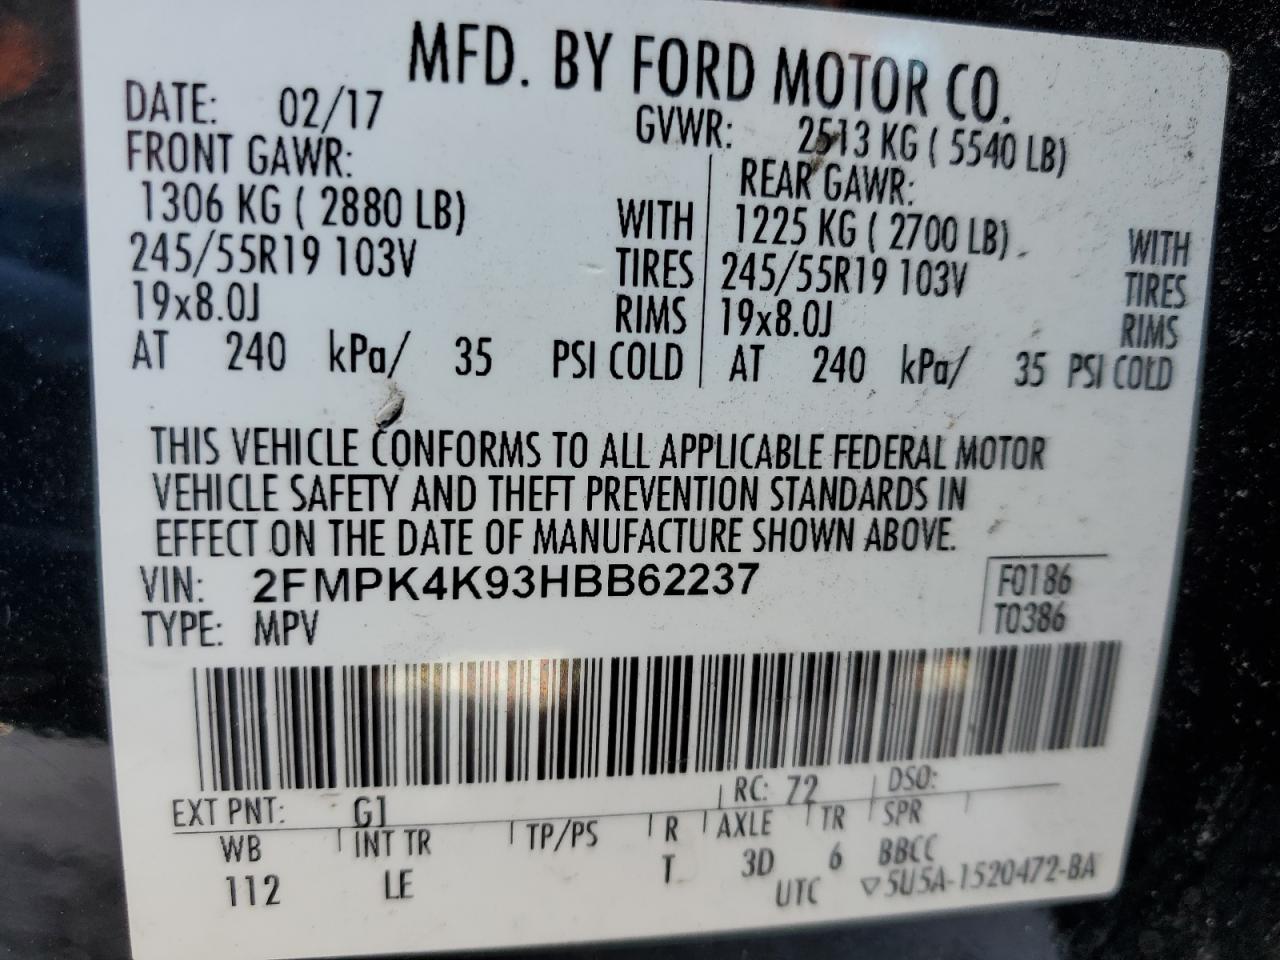 MFD. BY FORD MOTOR CO.
DATE: 02/17 GVWR: 2513 KG ( 5540 LB)
FRONT GAWR: REAR GAWR:
1306 KG ( 2880 LB) WITH 1225 KG ( 2700 LB) WITH
245/55R19 103V TIRES 245/55R19 103V TIRES
19x8.0J RIMS 19x8.0J RIMS
AT 240 kPa/ 35 PSI COLD AT 240 kPa/ 35 PSI COLD
THIS VEHICLE CONFORMS TO ALL APPLICABLE FEDERAL MOTOR
VEHICLE SAFETY AND THEFT PREVENTION STANDARDS IN
EFFECT ON THE DATE OF MANUFACTURE SHOWN ABOVE.
VIN: 2FMPK4K93HBB62237 F0186
TYPE: MPV T0386
EXT PNT: G1 RC: 72 DSO:
WB INT TR TP/PS R AXLE TR SPR
112 LE T 3D 6 BBCC
UTC ▽5U5A-1520472-BA